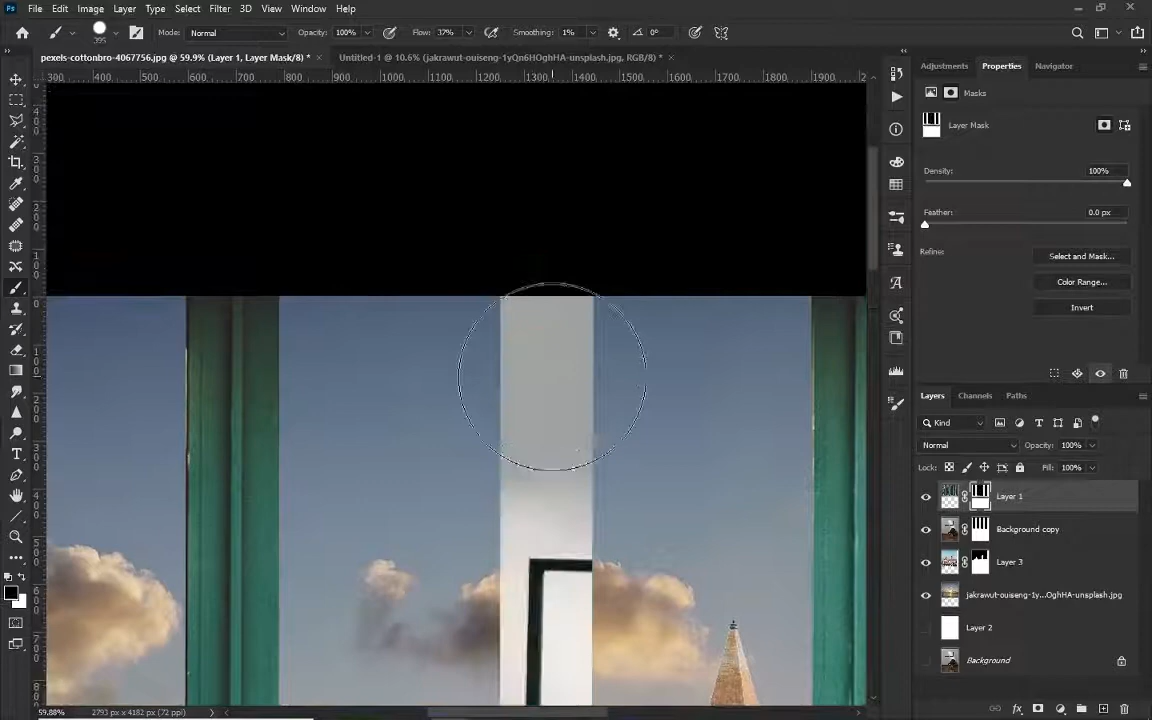 Ps File Edit Image Layer Type Select Filter 3D View Window Help
395 Mode: Normal Opacity: 100% Flow: 37% Smoothing: 1% 0°
pexels-cottonbro-4067756.jpg @ 59.9% (Layer 1, Layer Mask/8) * × Untitled-1 @ 10.6% (jakrawut-ouiseng-1yQn6HOghHA-unsplash.jpg, RGB/8) * ×
300 400 500 600 700 800 900 1000 1100 1200 1300 1400 1500 1600 1700 1800 1900 2
Adjustments Properties Navigator
Masks
Layer Mask
Density: 100%
Feather: 0.0 px
Refine: Select and Mask...
Color Range...
Invert
Layers Channels Paths
Kind
Normal Opacity: 100%
Lock: Fill: 100%
Layer 1
Background copy
Layer 3
jakrawut-ouiseng-1y...OghHA-unsplash.jpg
Layer 2
Background
59.88% 2793 px x 4182 px (72 ppi)